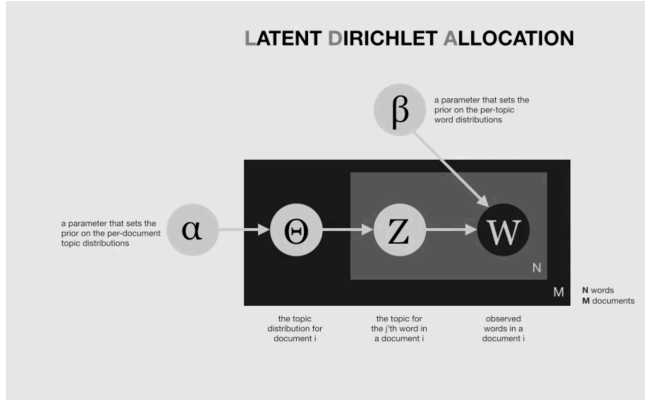 LATENT DIRICHLET ALLOCATION
β
a parameter that sets the
prior on the per-topic
word distributions
a parameter that sets the
prior on the per-document
topic distributions
α
Θ
Z
W
N
M
N words
M documents
the topic
distribution for
document i
the topic for
the j'th word in
a document i
observed
words in a
document i